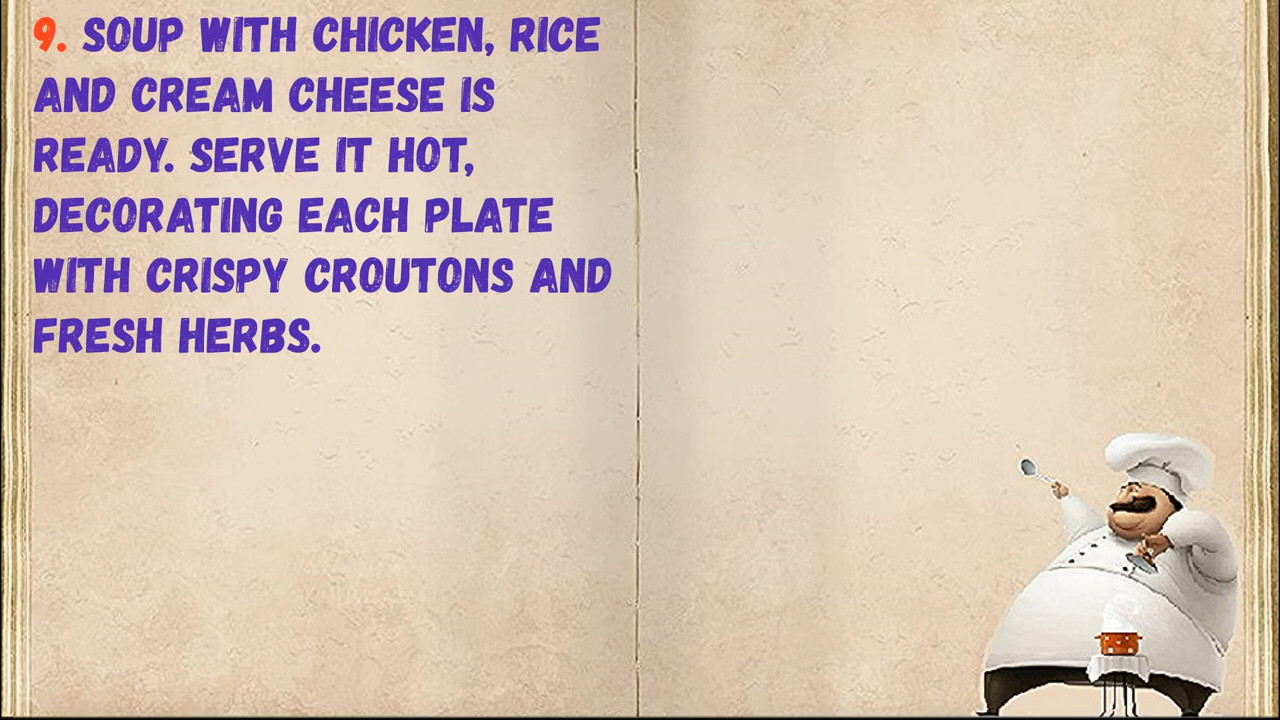 9. SOUP WITH CHICKEN, RICE
AND CREAM CHEESE IS
READY. SERVE IT HOT,
DECORATING EACH PLATE
WITH CRISPY CROUTONS AND
FRESH HERBS.